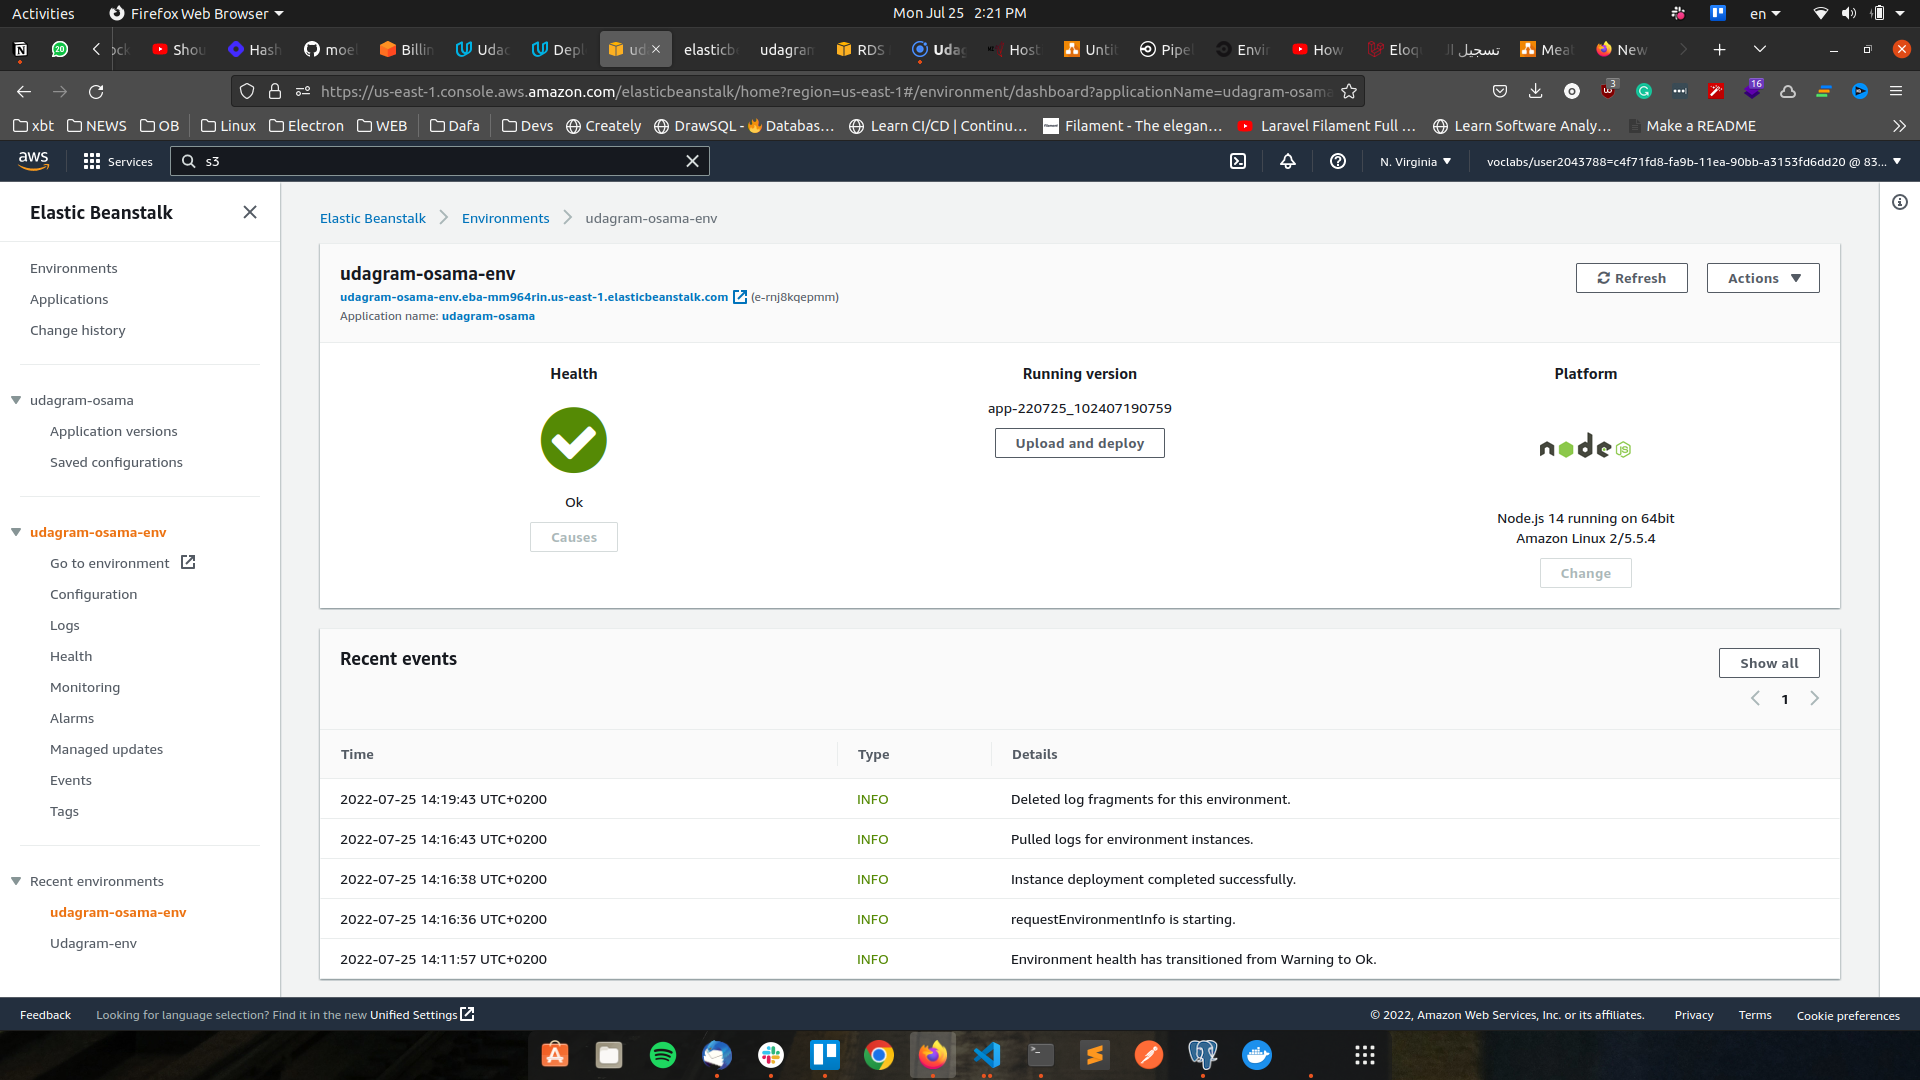 Activities
Firefox Web Browser
Mon Jul 25 2:21 PM
en
20
ock
Shou
Hash
moel
Billin
Udac
Depl
ud
elasticbe
udagram
RDS
Udag
Host
Untit
Pipel
Envir
How
Eloqu
تسجيل ال
Meat
New
https://us-east-1.console.aws.amazon.com/elasticbeanstalk/home?region=us-east-1#/environment/dashboard?applicationName=udagram-osama
3
16
xbt
NEWS
OB
Linux
Electron
WEB
Dafa
Devs
Creately
DrawSQL - 🔥 Databas…
Learn CI/CD | Continu…
Filament - The elegan…
Laravel Filament Full …
Learn Software Analy…
Make a README
aws
Services
s3
N. Virginia
voclabs/user2043788=c4f71fd8-fa9b-11ea-90bb-a3153fd6dd20 @ 83...
Elastic Beanstalk
Environments
Applications
Change history
udagram-osama
Application versions
Saved configurations
udagram-osama-env
Go to environment
Configuration
Logs
Health
Monitoring
Alarms
Managed updates
Events
Tags
Recent environments
udagram-osama-env
Udagram-env
Elastic Beanstalk
Environments
udagram-osama-env
udagram-osama-env
udagram-osama-env.eba-mm964rin.us-east-1.elasticbeanstalk.com (e-rnj8kqepmm)
Application name: udagram-osama
Refresh
Actions
Health
Ok
Causes
Running version
app-220725_102407190759
Upload and deploy
Platform
node JS
Node.js 14 running on 64bit
Amazon Linux 2/5.5.4
Change
Recent events
Show all
1
Time Type Details
2022-07-25 14:19:43 UTC+0200 INFO Deleted log fragments for this environment.
2022-07-25 14:16:43 UTC+0200 INFO Pulled logs for environment instances.
2022-07-25 14:16:38 UTC+0200 INFO Instance deployment completed successfully.
2022-07-25 14:16:36 UTC+0200 INFO requestEnvironmentInfo is starting.
2022-07-25 14:11:57 UTC+0200 INFO Environment health has transitioned from Warning to Ok.
Feedback
Looking for language selection? Find it in the new Unified Settings
© 2022, Amazon Web Services, Inc. or its affiliates.
Privacy
Terms
Cookie preferences